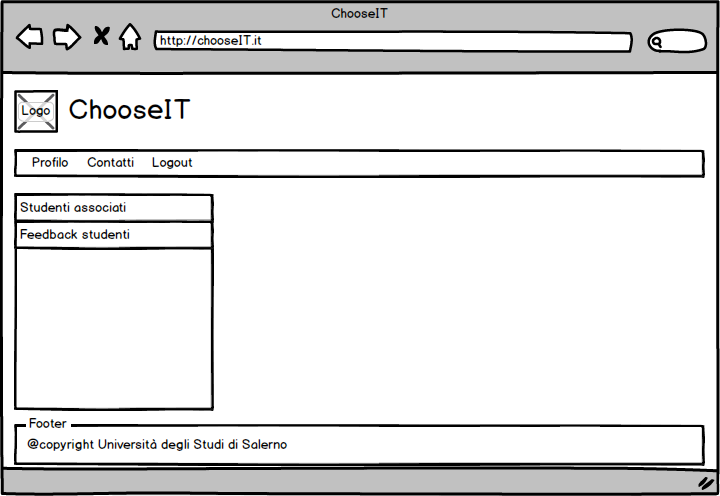 ChooseIT
http://chooseIT.it
Logo
ChooseIT
Profilo Contatti Logout
Studenti associati
Feedback studenti
Footer
@copyright Università degli Studi di Salerno